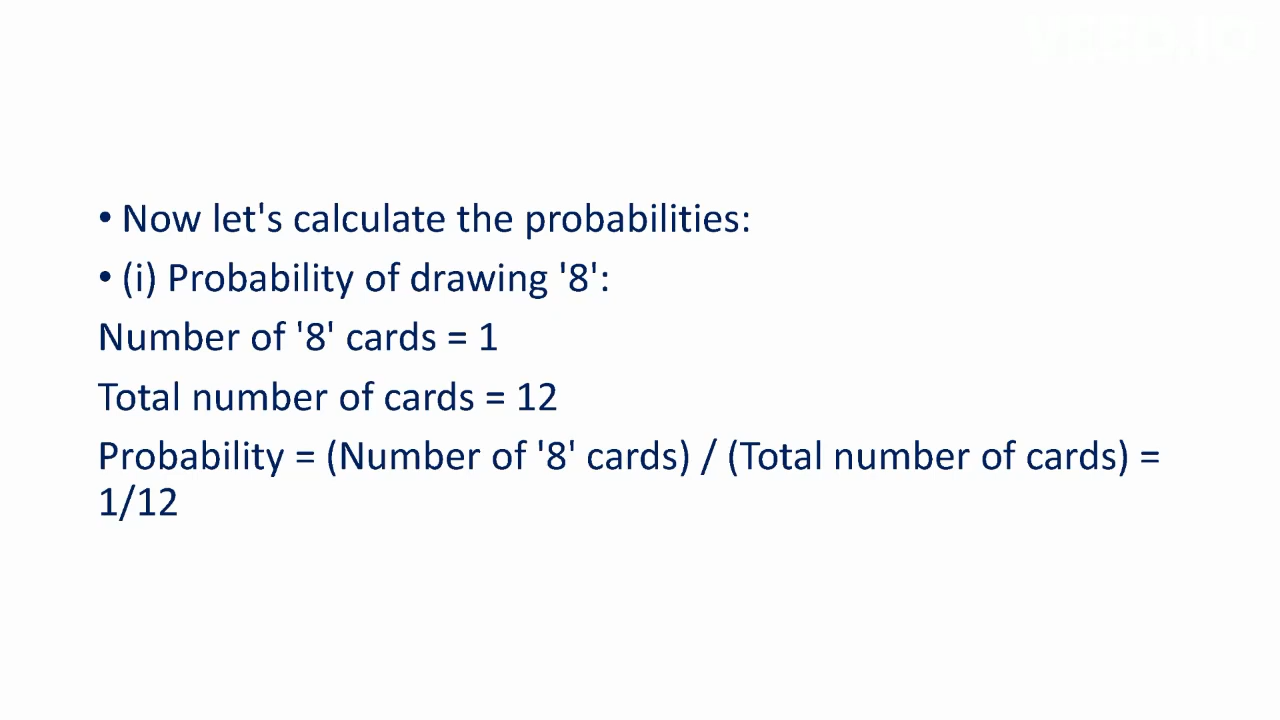 • Now let's calculate the probabilities:
• (i) Probability of drawing '8':
Number of '8' cards = 1
Total number of cards = 12
Probability = (Number of '8' cards) / (Total number of cards) =
1/12